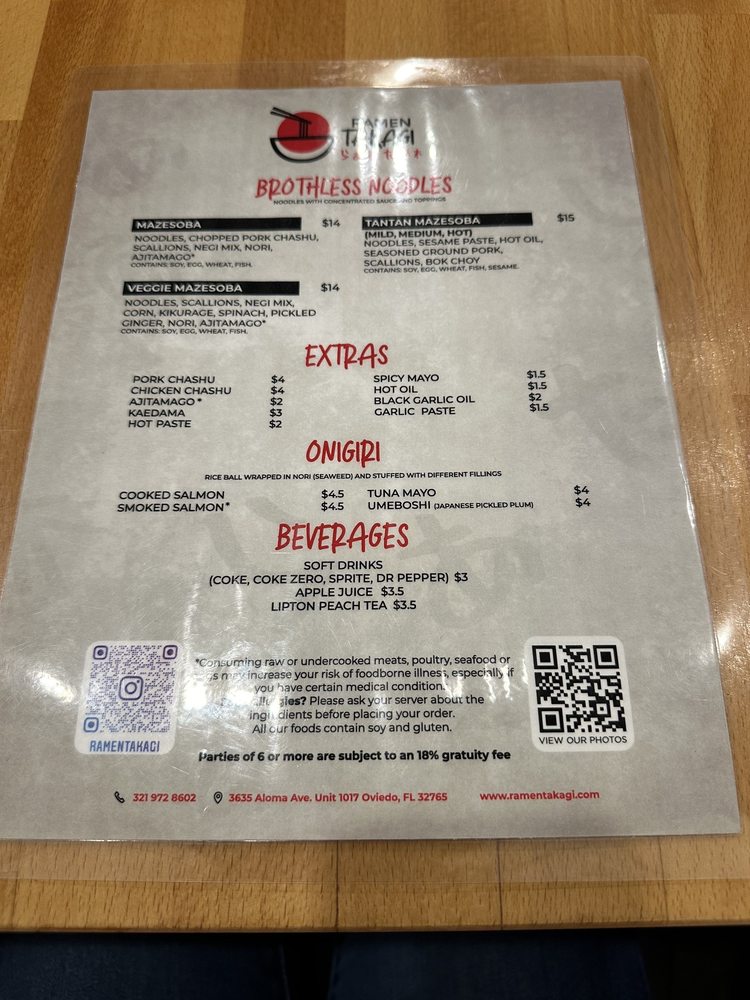 RAMEN
TAKAGI
BROTHLESS NOODLES
NOODLES WITH CONCENTRATED SAUCE AND TOPPINGS
MAZESOBA $14
NOODLES, CHOPPED PORK CHASHU,
SCALLIONS, NEGI MIX, NORI,
AJITAMAGO*
CONTAINS: SOY, EGG, WHEAT, FISH.
TANTAN MAZESOBA $15
(MILD, MEDIUM, HOT)
NOODLES, SESAME PASTE, HOT OIL,
SEASONED GROUND PORK,
SCALLIONS, BOK CHOY
CONTAINS: SOY, EGG, WHEAT, FISH, SESAME.
VEGGIE MAZESOBA $14
NOODLES, SCALLIONS, NEGI MIX,
CORN, KIKURAGE, SPINACH, PICKLED
GINGER, NORI, AJITAMAGO*
CONTAINS: SOY, EGG, WHEAT, FISH.
EXTRAS
PORK CHASHU $4
CHICKEN CHASHU $4
AJITAMAGO * $2
KAEDAMA $3
HOT PASTE $2
SPICY MAYO $1.5
HOT OIL $1.5
BLACK GARLIC OIL $2
GARLIC PASTE $1.5
ONIGIRI
RICE BALL WRAPPED IN NORI (SEAWEED) AND STUFFED WITH DIFFERENT FILLINGS
COOKED SALMON $4.5
SMOKED SALMON* $4.5
TUNA MAYO $4
UMEBOSHI (JAPANESE PICKLED PLUM) $4
BEVERAGES
SOFT DRINKS
(COKE, COKE ZERO, SPRITE, DR PEPPER) $3
APPLE JUICE $3.5
LIPTON PEACH TEA $3.5
*Consuming raw or undercooked meats, poultry, seafood or
may increase your risk of foodborne illness, especially if
you have certain medical conditions.
Please ask your server about the
ingredients before placing your order.
All our foods contain soy and gluten.
Parties of 6 or more are subject to an 18% gratuity fee
RAMENTAKAGI
VIEW OUR PHOTOS
321 972 8602 3635 Aloma Ave. Unit 1017 Oviedo, FL 32765 www.ramentakagi.com